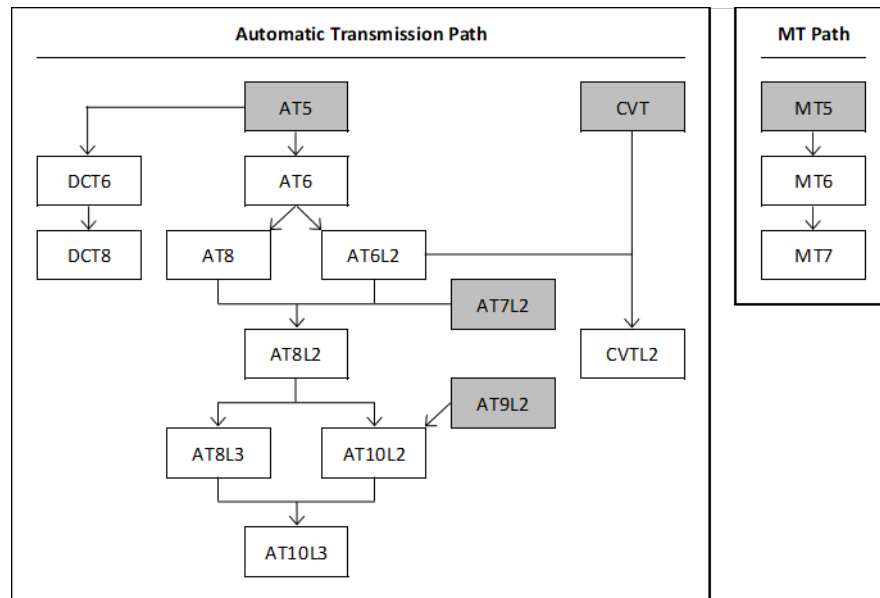 Automatic Transmission Path
MT Path
AT5
CVT
MT5
DCT6
AT6
MT6
DCT8
AT8
AT6L2
MT7
AT7L2
AT8L2
CVTL2
AT9L2
AT8L3
AT10L2
AT10L3